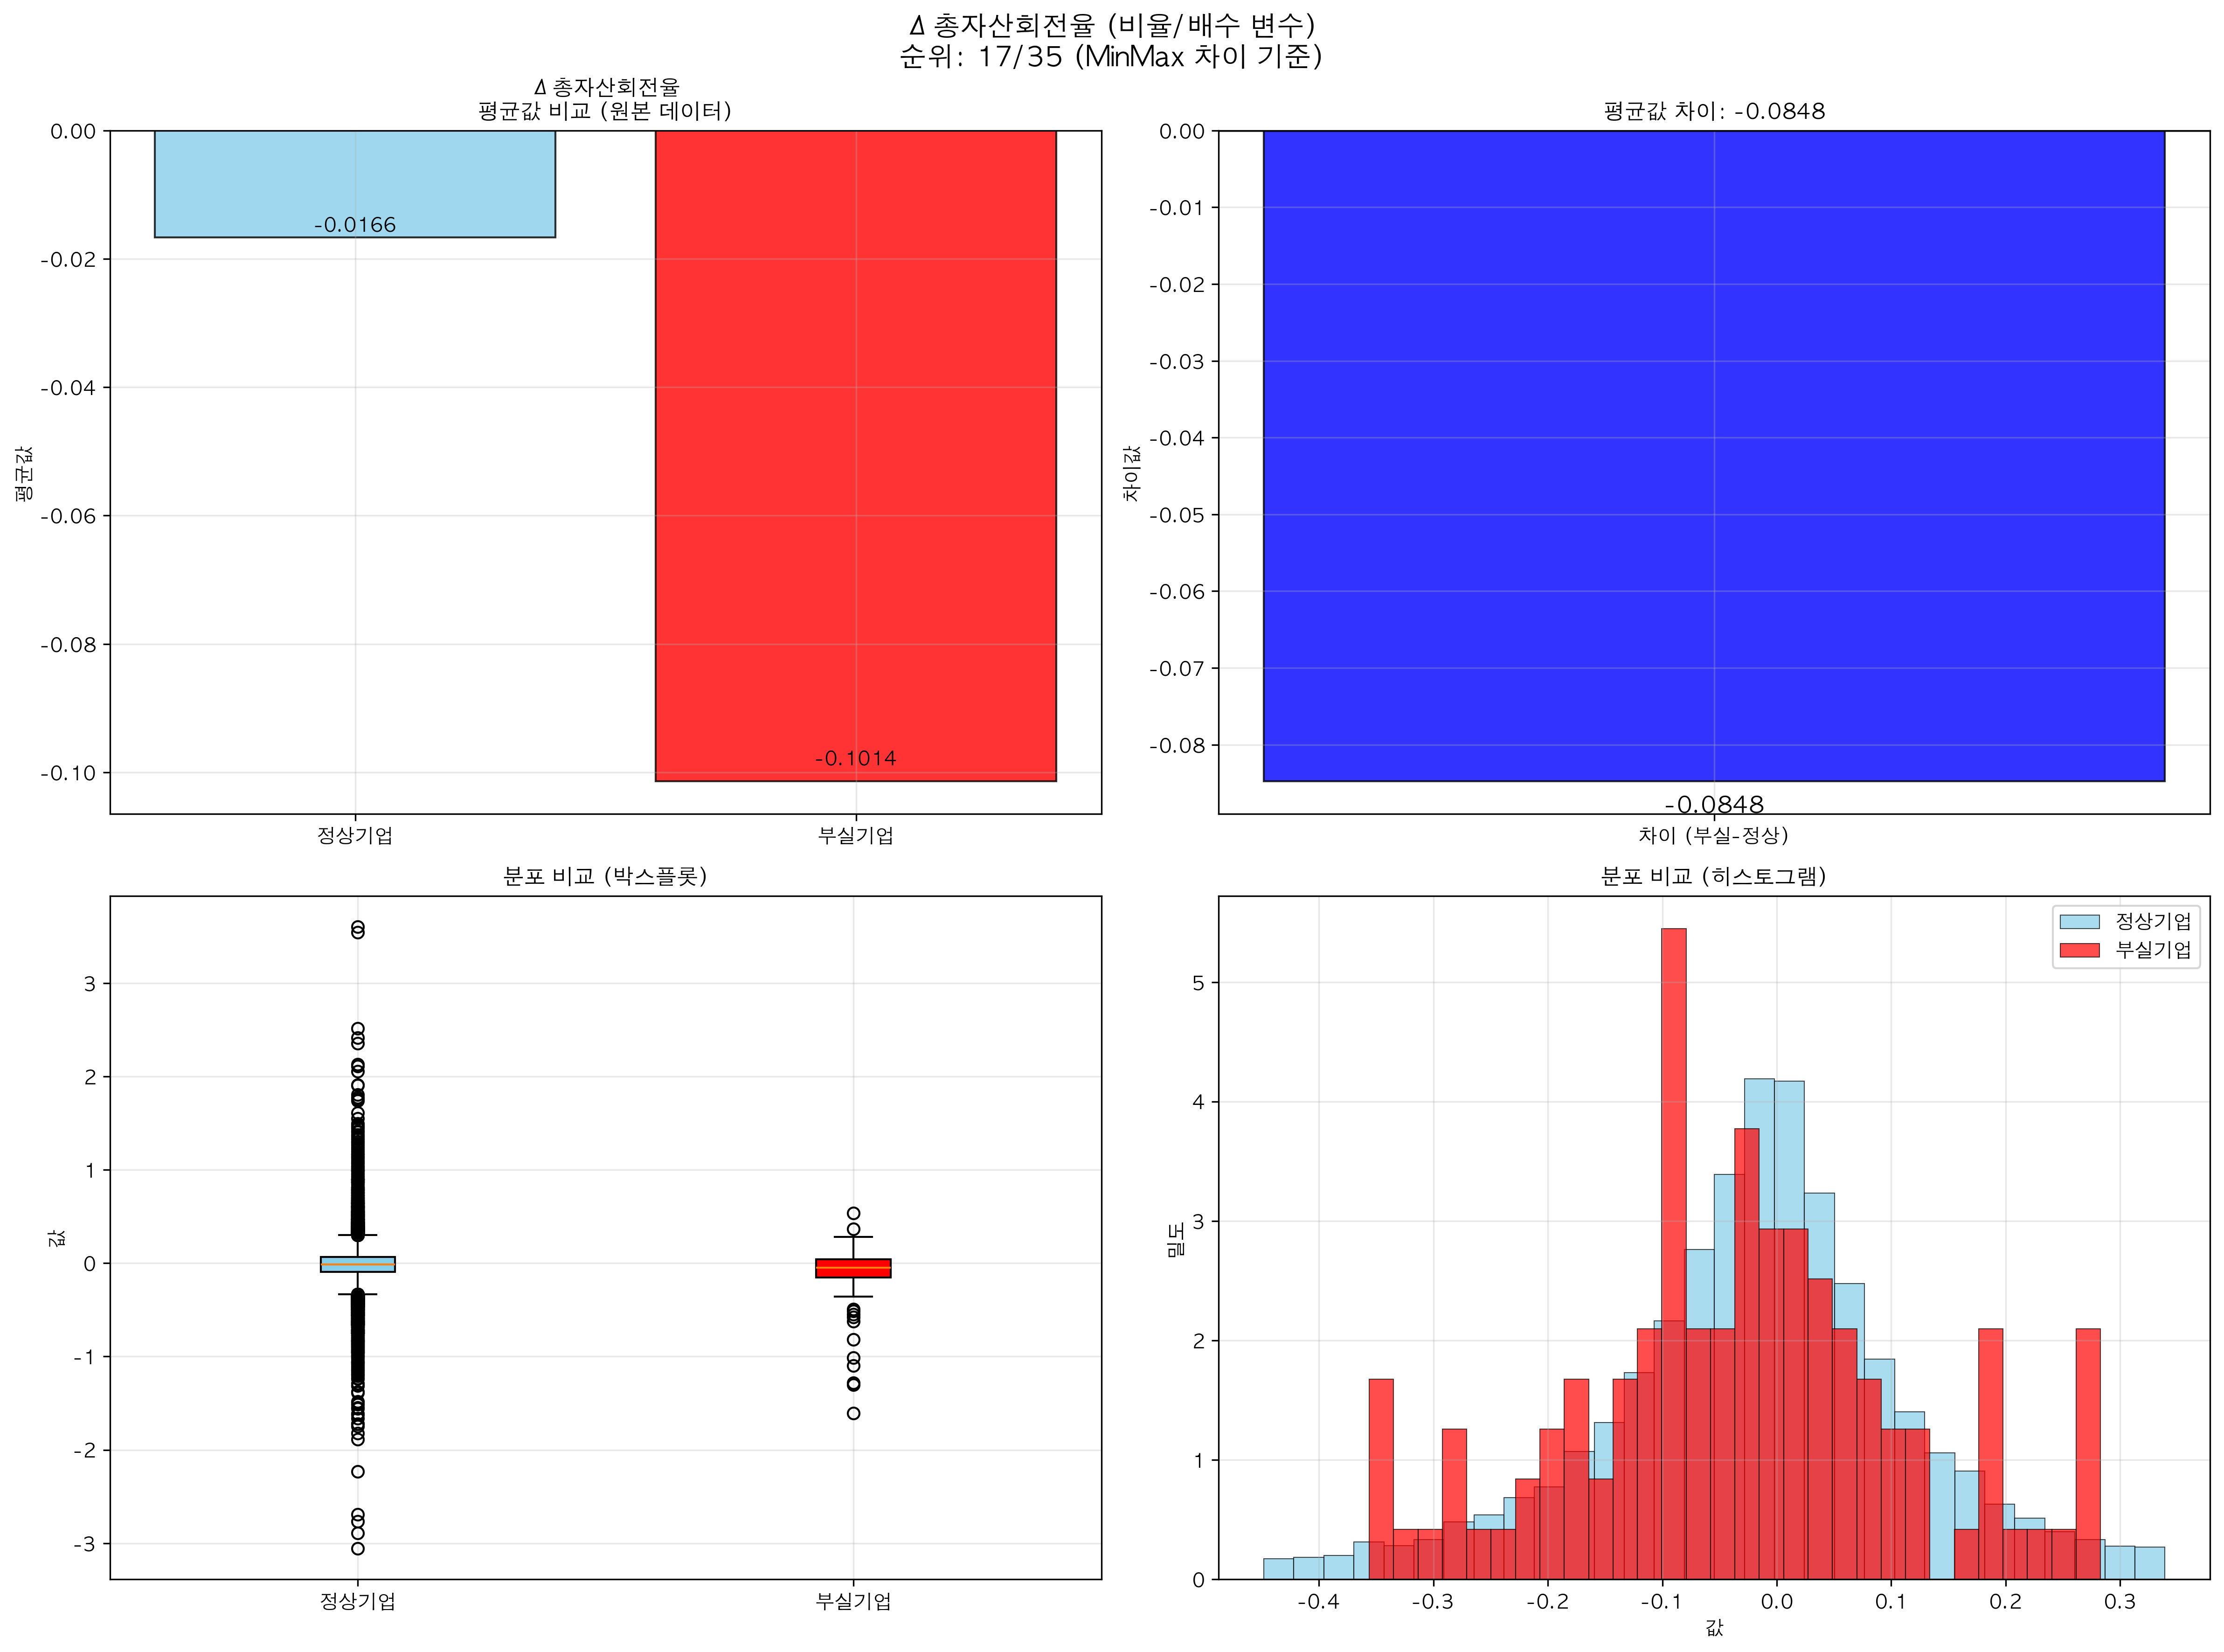 Δ 총자산회전율 (비율/배수 변수)
순위: 17/35 (MinMax 차이 기준)
Δ 총자산회전율
평균값 비교 (원본 데이터)
0.00
-0.02
-0.04
-0.06
-0.08
-0.10
평균값
-0.0166
-0.1014
정상기업
부실기업
평균값 차이: -0.0848
0.00
-0.01
-0.02
-0.03
-0.04
-0.05
-0.06
-0.07
-0.08
차이값
-0.0848
차이 (부실-정상)
분포 비교 (박스플롯)
3
2
1
0
-1
-2
-3
값
정상기업
부실기업
분포 비교 (히스토그램)
정상기업
부실기업
5
4
3
2
1
0
밀도
-0.4
-0.3
-0.2
-0.1
0.0
0.1
0.2
0.3
값